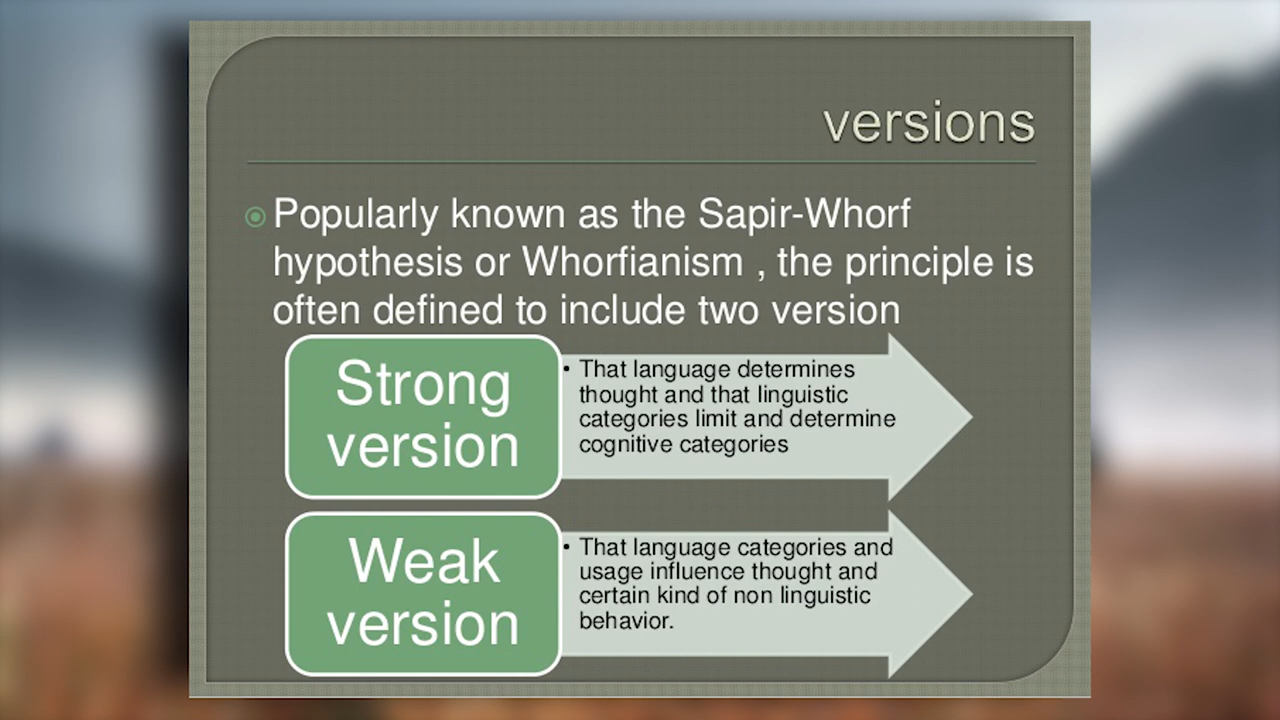 versions
Popularly known as the Sapir-Whorf
hypothesis or Whorfianism , the principle is
often defined to include two version
Strong
version
• That language determines
thought and that linguistic
categories limit and determine
cognitive categories
Weak
version
• That language categories and
usage influence thought and
certain kind of non linguistic
behavior.